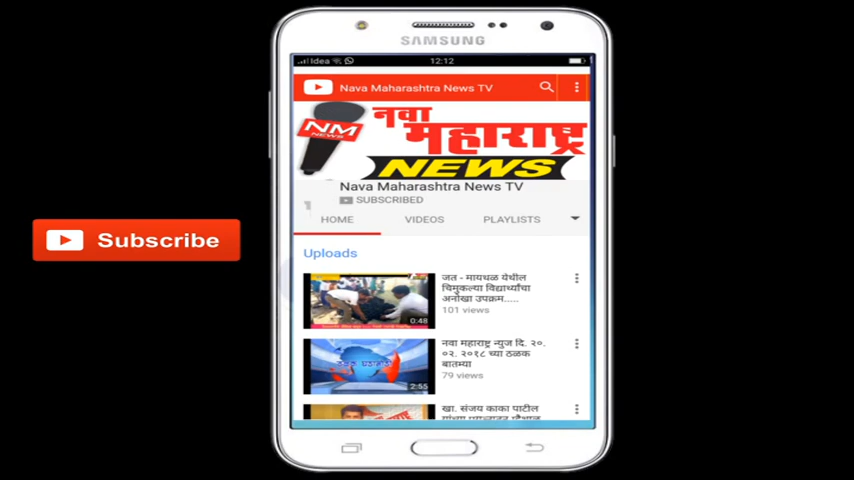 SAMSUNG
Idea
12:12
Nava Maharashtra News TV
NM
NEWS
नवा
महाराष्ट्र
NEWS
Nava Maharashtra News TV
SUBSCRIBED
HOME VIDEOS PLAYLISTS
Subscribe
Uploads
जत - मायथळ येथील
चिमुकल्या विद्यार्थ्यांचा
अनोखा उपक्रम.....
101 views
0:48
नवा महाराष्ट्र न्युज दि. २०.
०२. २०१८ च्या ठळक
बातम्या
79 views
2:55
खा. संजय काका पाटील